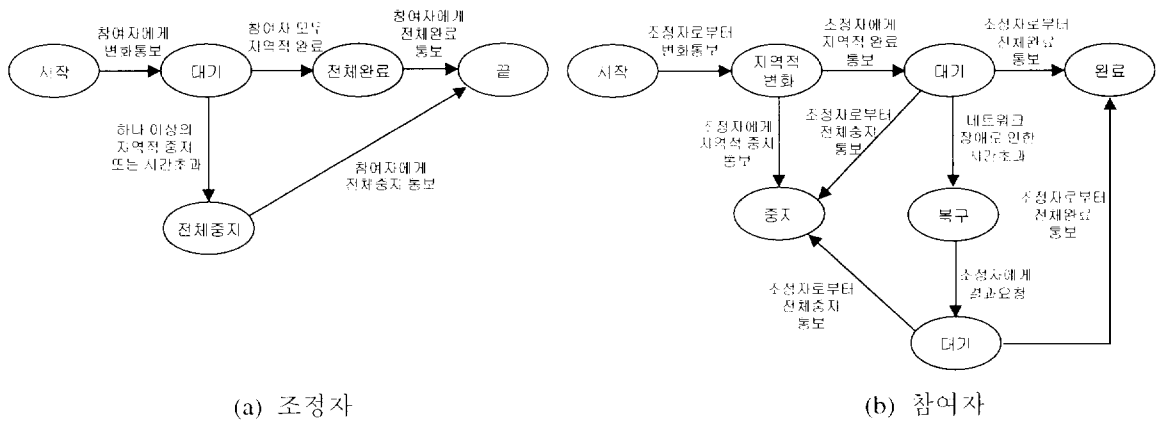 참여자에게
변화통보
참여자 모두
지역적 완료
참여자에게
전체완료
통보
시작
대기
전체완료
끝
하나 이상의
지역적 중지
또는 시간초과
참여자에게
전체중지 통보
전체중지
(a) 조정자
조정자로부터
변화통보
조정자에게
지역적 완료
통보
조정자로부터
전체완료
통보
시작
지역적
변화
대기
완료
조정자에게
지역적 중지
통보
조정자로부터
전체중지
통보
네트워크
장애로 인한
시간초과
조정자로부터
전체완료
통보
중지
복구
조정자로부터
전체중지
통보
조정자에게
결과요청
대기
(b) 참여자